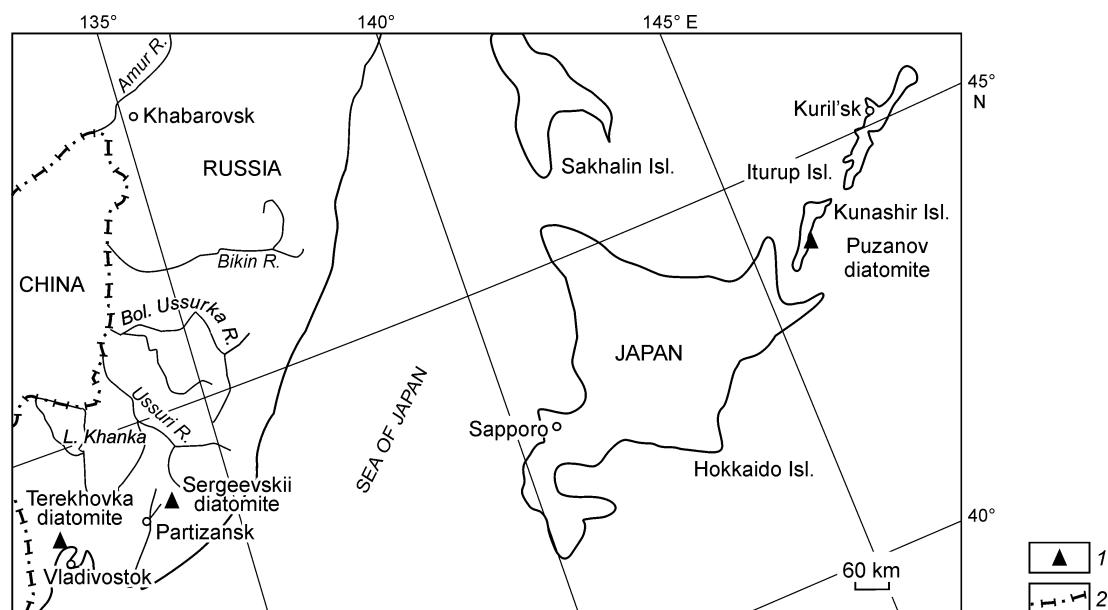 135°
140°
145° E
Amur R.
45°
N
Khabarovsk
Kuril'sk
RUSSIA
Sakhalin Isl.
Iturup Isl.
Kunashir Isl.
Puzanov
diatomite
Bikin R.
CHINA
Bol. Ussurka R.
JAPAN
SEA OF JAPAN
Ussuri R.
L. Khanka
Sapporo
Hokkaido Isl.
Sergeevskii
diatomite
Terekhovka
diatomite
Partizansk
40°
Vladivostok
60 km
1
2